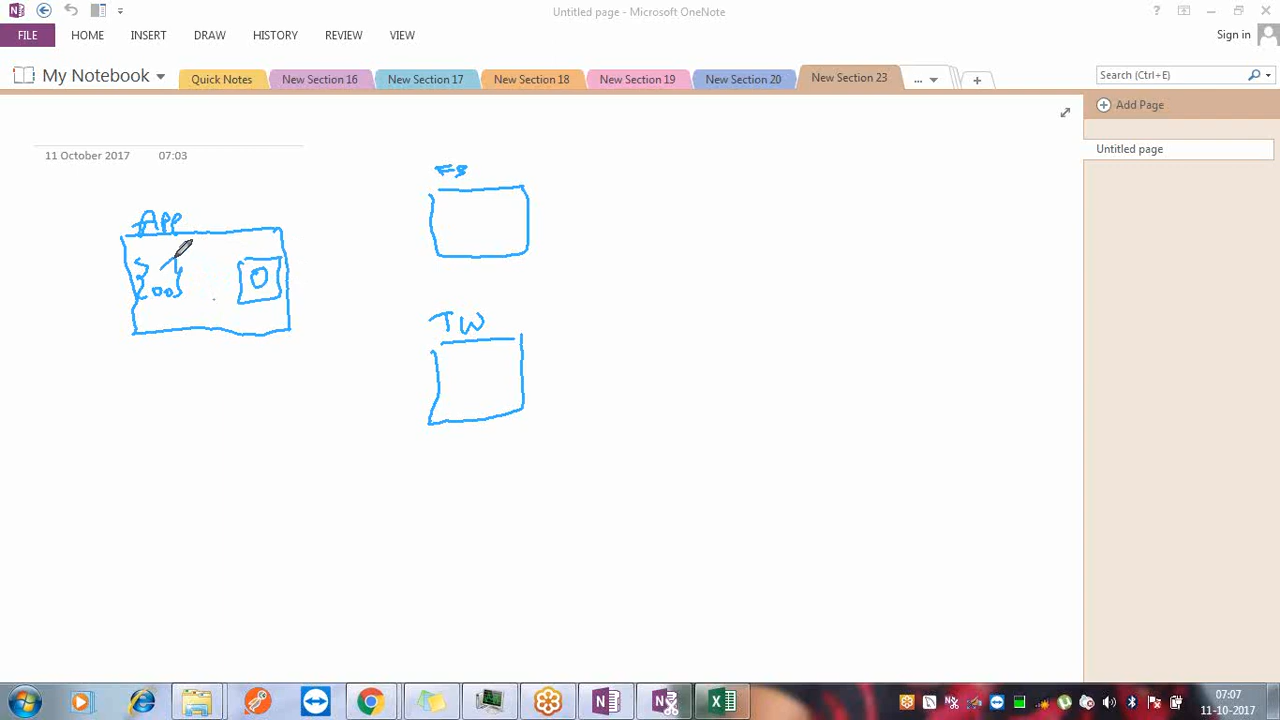 Untitled page - Microsoft OneNote
FILE HOME INSERT DRAW HISTORY REVIEW VIEW
Sign in
My Notebook
Quick Notes New Section 16 New Section 17 New Section 18 New Section 19 New Section 20 New Section 23 ...
Search (Ctrl+E)
Add Page
Untitled page
11 October 2017 07:03
FB
App
TW
07:07
11-10-2017